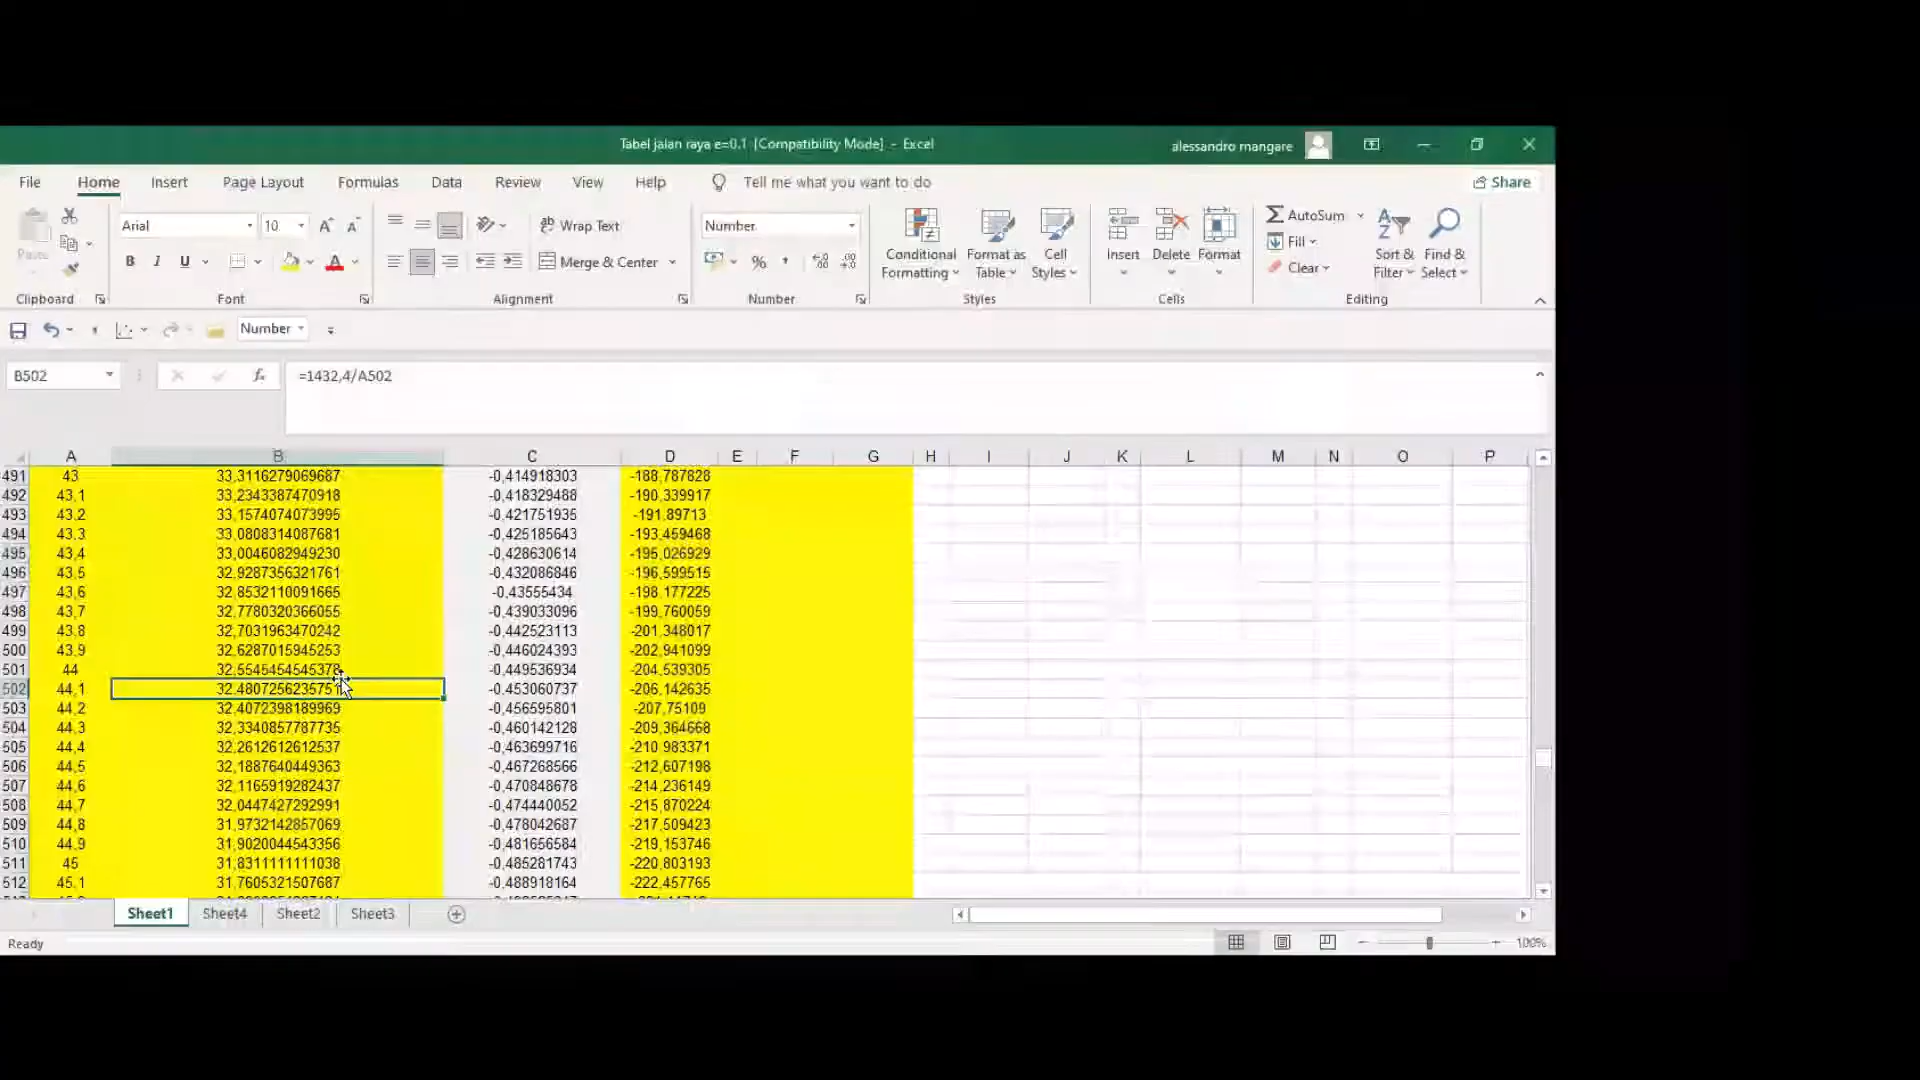 Tabel jalan raya e=0.1 [Compatibility Mode] - Excel
alessandro mangare
File Home Insert Page Layout Formulas Data Review View Help Tell me what you want to do Share
Paste
Clipboard
Arial 10
B I U
Font
Wrap Text
Merge & Center
Alignment
Number
%
Number
Conditional Formatting
Format as Table
Cell Styles
Styles
Insert Delete Format
Cells
AutoSum
Fill
Clear
Sort & Filter
Find & Select
Editing
Number
B502 fx =1432,4/A502
A B C D E F G H I J K L M N O P
491 43 33,3116279069687 -0,414918303 -188,787828
492 43,1 33,2343387470918 -0,418329488 -190,339917
493 43,2 33,1574074073995 -0,421751935 -191,89713
494 43,3 33,0808314087681 -0,425185643 -193,459468
495 43,4 33,0046082949230 -0,428630614 -195,026929
496 43,5 32,9287356321761 -0,432086846 -196,599515
497 43,6 32,8532110091665 -0,43555434 -198,177225
498 43,7 32,7780320366055 -0,439033096 -199,760059
499 43,8 32,7031963470242 -0,442523113 -201,348017
500 43,9 32,6287015945253 -0,446024393 -202,941099
501 44 32,5545454545378 -0,449536934 -204,539305
502 44,1 32,4807256235751 -0,453060737 -206,142635
503 44,2 32,4072398189969 -0,456595801 -207,75109
504 44,3 32,3340857787735 -0,460142128 -209,364668
505 44,4 32,2612612612537 -0,463699716 -210,983371
506 44,5 32,1887640449363 -0,467268566 -212,607198
507 44,6 32,1165919282437 -0,470848678 -214,236149
508 44,7 32,0447427292991 -0,474440052 -215,870224
509 44,8 31,9732142857069 -0,478042687 -217,509423
510 44,9 31,9020044543356 -0,481656584 -219,153746
511 45 31,8311111111038 -0,485281743 -220,803193
512 45,1 31,7605321507687 -0,488918164 -222,457765
Sheet1 Sheet4 Sheet2 Sheet3
Ready
100%